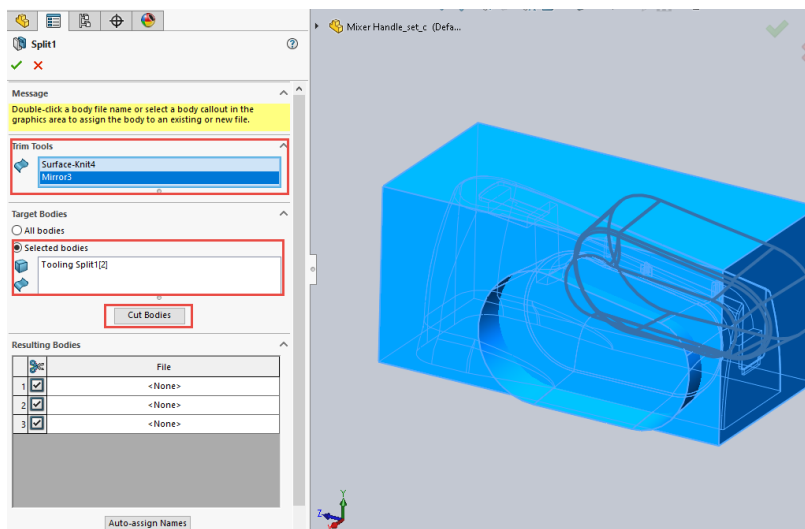 Mixer Handle_set_c (Defa...
Split1
Message
Double-click a body file name or select a body callout in the
graphics area to assign the body to an existing or new file.
Trim Tools
Surface-Knit4
Mirror3
Target Bodies
All bodies
Selected bodies
Tooling Split1[2]
Cut Bodies
Resulting Bodies
File
1 <None>
2 <None>
3 <None>
Auto-assign Names
Y
Z